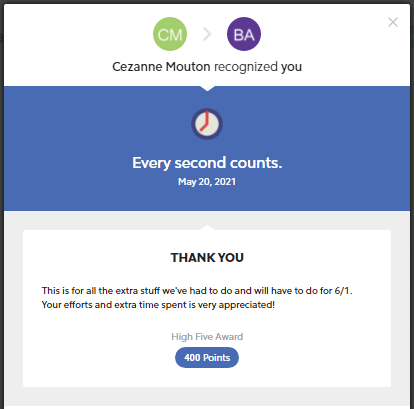 CM
BA
Cezanne Mouton recognized you
Every second counts.
May 20, 2021
THANK YOU
This is for all the extra stuff we've had to do and will have to do for 6/1.
Your efforts and extra time spent is very appreciated!
High Five Award
400 Points